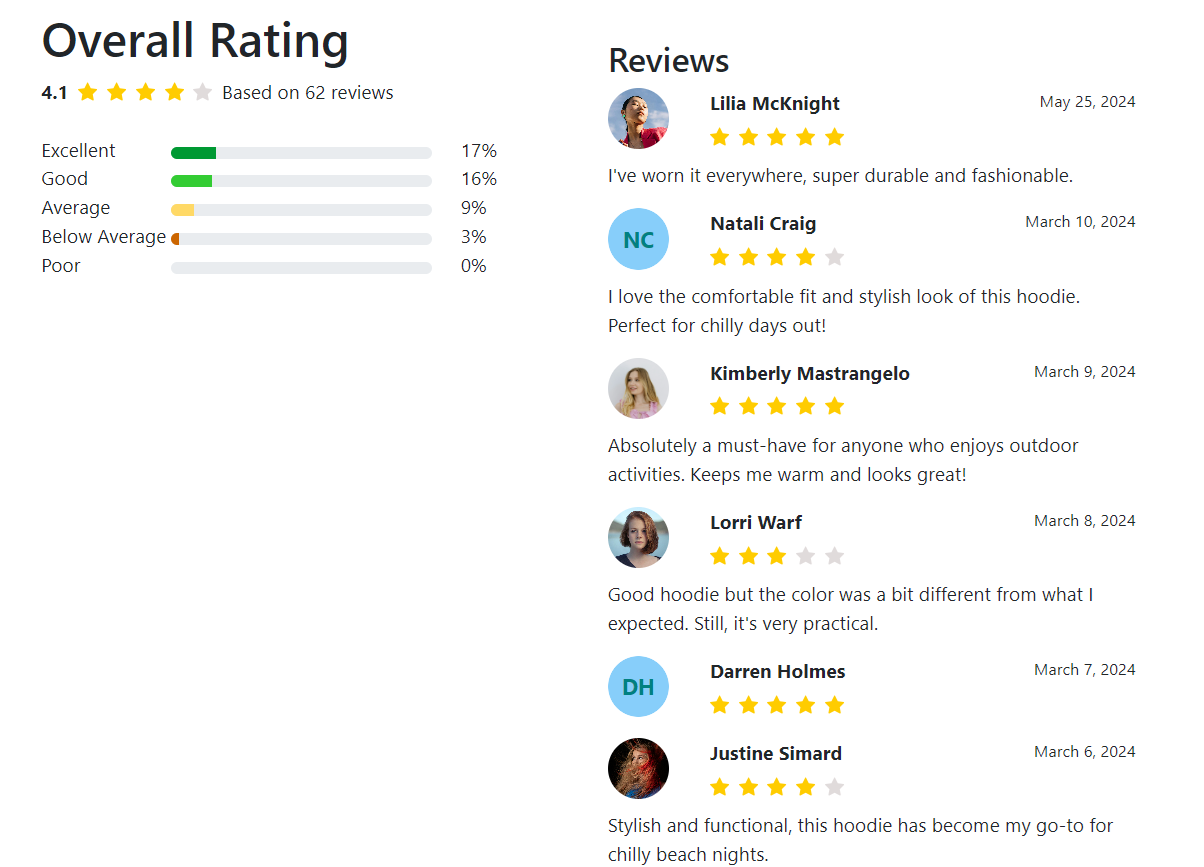 Overall Rating
4.1 Based on 62 reviews
Excellent 17%
Good 16%
Average 9%
Below Average 3%
Poor 0%
Reviews
Lilia McKnight May 25, 2024
I've worn it everywhere, super durable and fashionable.
NC Natali Craig March 10, 2024
I love the comfortable fit and stylish look of this hoodie.
Perfect for chilly days out!
Kimberly Mastrangelo March 9, 2024
Absolutely a must-have for anyone who enjoys outdoor
activities. Keeps me warm and looks great!
Lorri Warf March 8, 2024
Good hoodie but the color was a bit different from what I
expected. Still, it's very practical.
DH Darren Holmes March 7, 2024
Justine Simard March 6, 2024
Stylish and functional, this hoodie has become my go-to for
chilly beach nights.